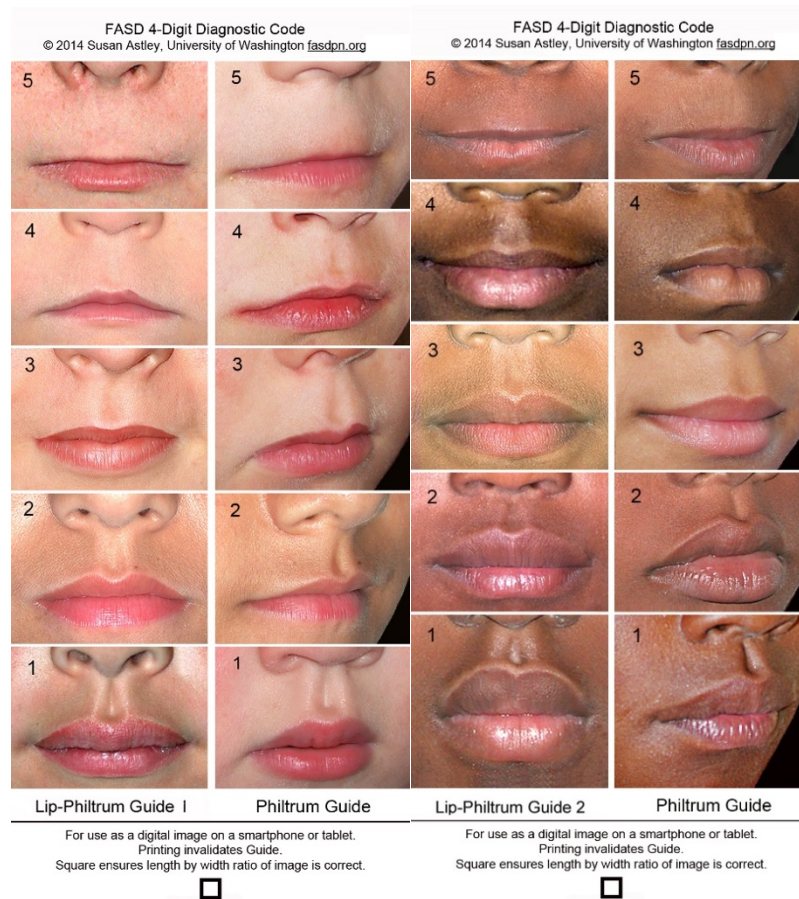 FASD 4-Digit Diagnostic Code
© 2014 Susan Astley, University of Washington fasdpn.org
5 5
4 4
3 3
2 2
1 1
Lip-Philtrum Guide I Philtrum Guide
For use as a digital image on a smartphone or tablet.
Printing invalidates Guide.
Square ensures length by width ratio of image is correct.
FASD 4-Digit Diagnostic Code
© 2014 Susan Astley, University of Washington fasdpn.org
5 5
4 4
3 3
2 2
1 1
Lip-Philtrum Guide 2 Philtrum Guide
For use as a digital image on a smartphone or tablet.
Printing invalidates Guide.
Square ensures length by width ratio of image is correct.